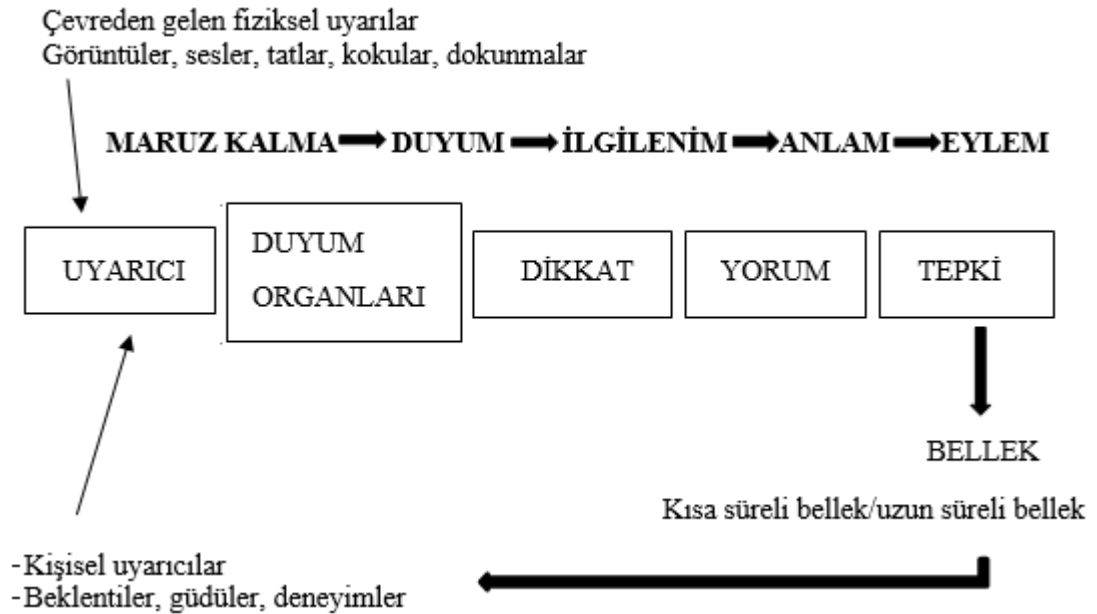 Çevreden gelen fiziksel uyarılar
Görüntüler, sesler, tatlar, kokular, dokunmalar
MARUZ KALMA DUYUM İLGİLENİM ANLAM EYLEM
UYARICI
DUYUM
ORGANLARI
DİKKAT
YORUM
TEPKİ
BELLEK
Kısa süreli bellek/uzun süreli bellek
-Kişisel uyarıcılar
-Beklentiler, güdüler, deneyimler